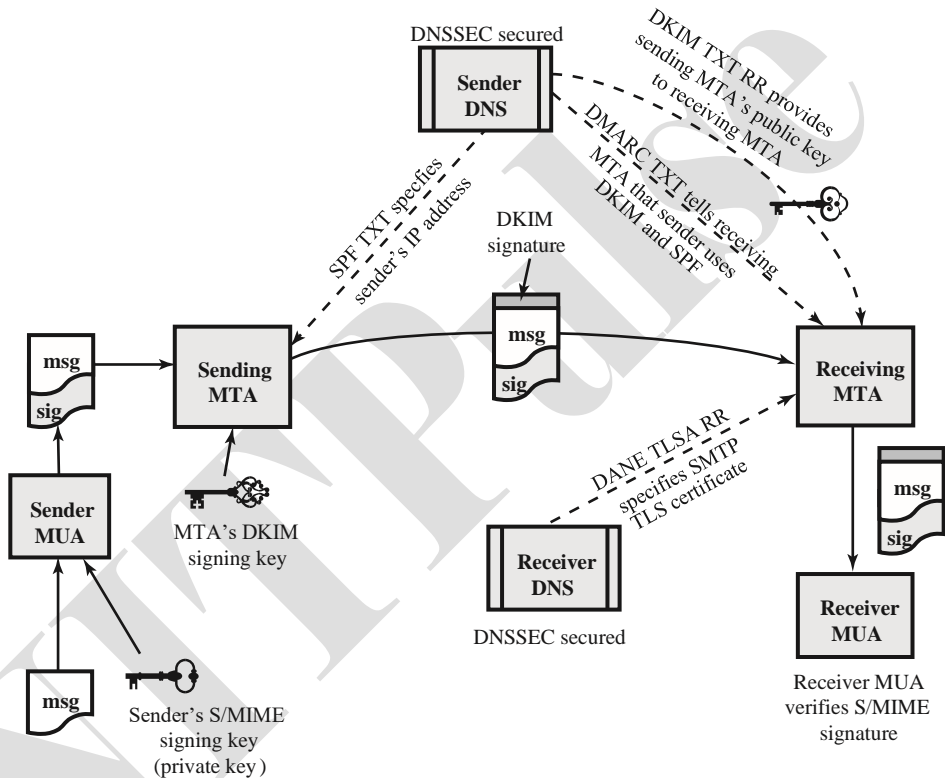 DNSSEC secured
Sender
DNS
DKIM TXT RR provides
sending MTA's public key
to receiving MTA
DMARC TXT tells receiving
MTA that sender uses
DKIM and SPF
SPF TXT specfies
sender's IP address
DKIM
signature
msg
sig
Sending
MTA
msg
sig
Receiving
MTA
DANE TLSA RR
specifies SMTP
TLS certificate
Sender
MUA
MTA's DKIM
signing key
Receiver
DNS
DNSSEC secured
msg
sig
Receiver
MUA
Receiver MUA
verifies S/MIME
signature
msg
Sender's S/MIME
signing key
(private key)
NITPulse